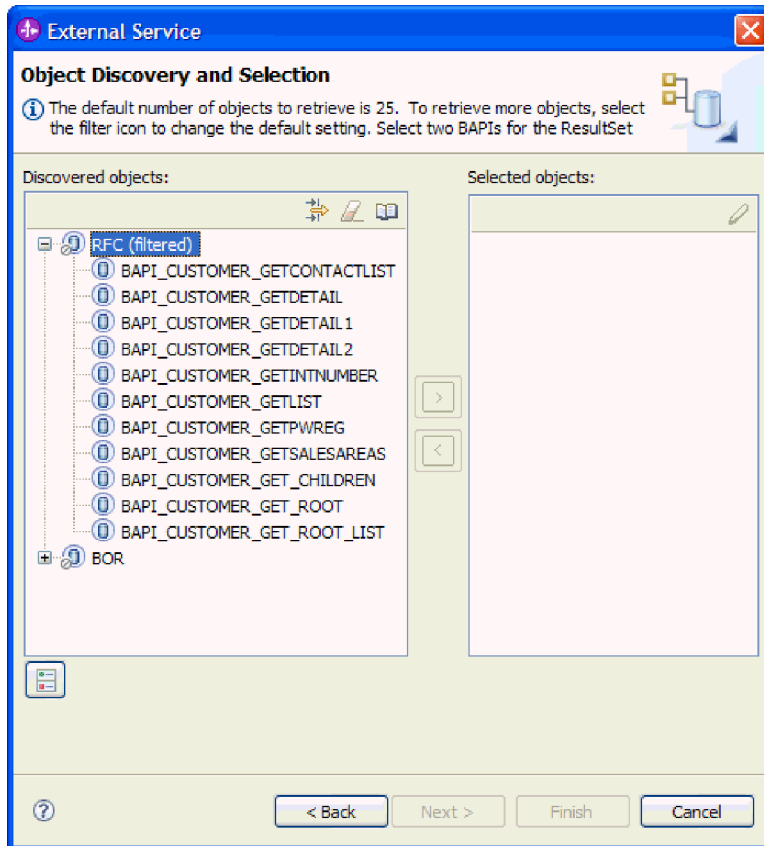 External Service
Object Discovery and Selection
The default number of objects to retrieve is 25. To retrieve more objects, select
the filter icon to change the default setting. Select two BAPIs for the ResultSet
Discovered objects:
Selected objects:
RFC (filtered)
BAPI_CUSTOMER_GETCONTACTLIST
BAPI_CUSTOMER_GETDETAIL
BAPI_CUSTOMER_GETDETAIL1
BAPI_CUSTOMER_GETDETAIL2
BAPI_CUSTOMER_GETINTNUMBER
BAPI_CUSTOMER_GETLIST
BAPI_CUSTOMER_GETPWREG
BAPI_CUSTOMER_GETSALESAREAS
BAPI_CUSTOMER_GET_CHILDREN
BAPI_CUSTOMER_GET_ROOT
BAPI_CUSTOMER_GET_ROOT_LIST
BOR
>
<
?
< Back
Next >
Finish
Cancel